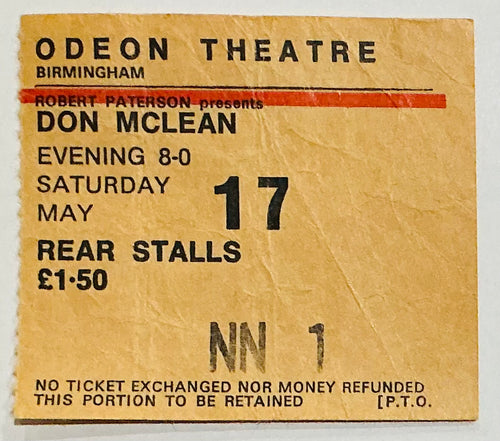 ODEON THEATRE
BIRMINGHAM
ROBERT PATERSON presents
DON MCLEAN
EVENING 8-0
SATURDAY 17
MAY
REAR STALLS
£1·50
NN 1
NO TICKET EXCHANGED NOR MONEY REFUNDED
THIS PORTION TO BE RETAINED [P.T.O.